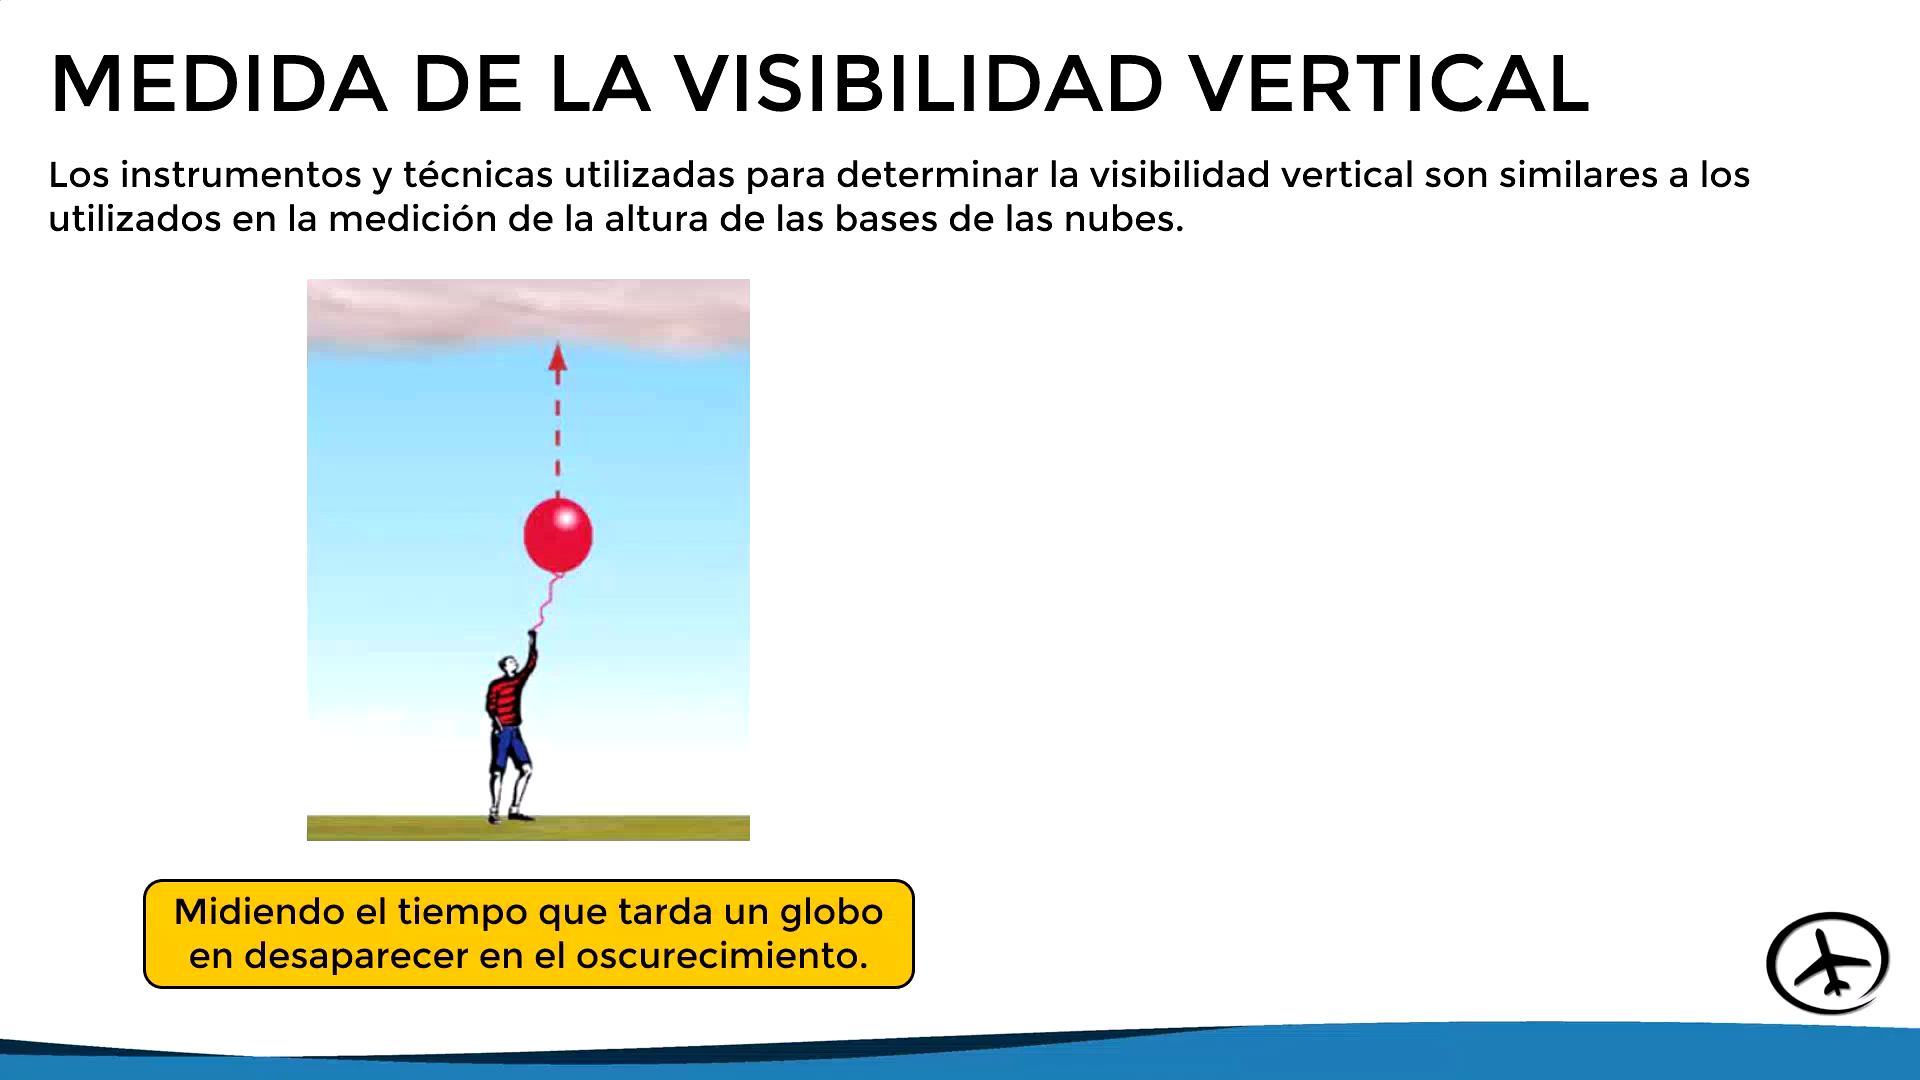 MEDIDA DE LA VISIBILIDAD VERTICAL
Los instrumentos y técnicas utilizadas para determinar la visibilidad vertical son similares a los
utilizados en la medición de la altura de las bases de las nubes.
Midiendo el tiempo que tarda un globo
en desaparecer en el oscurecimiento.